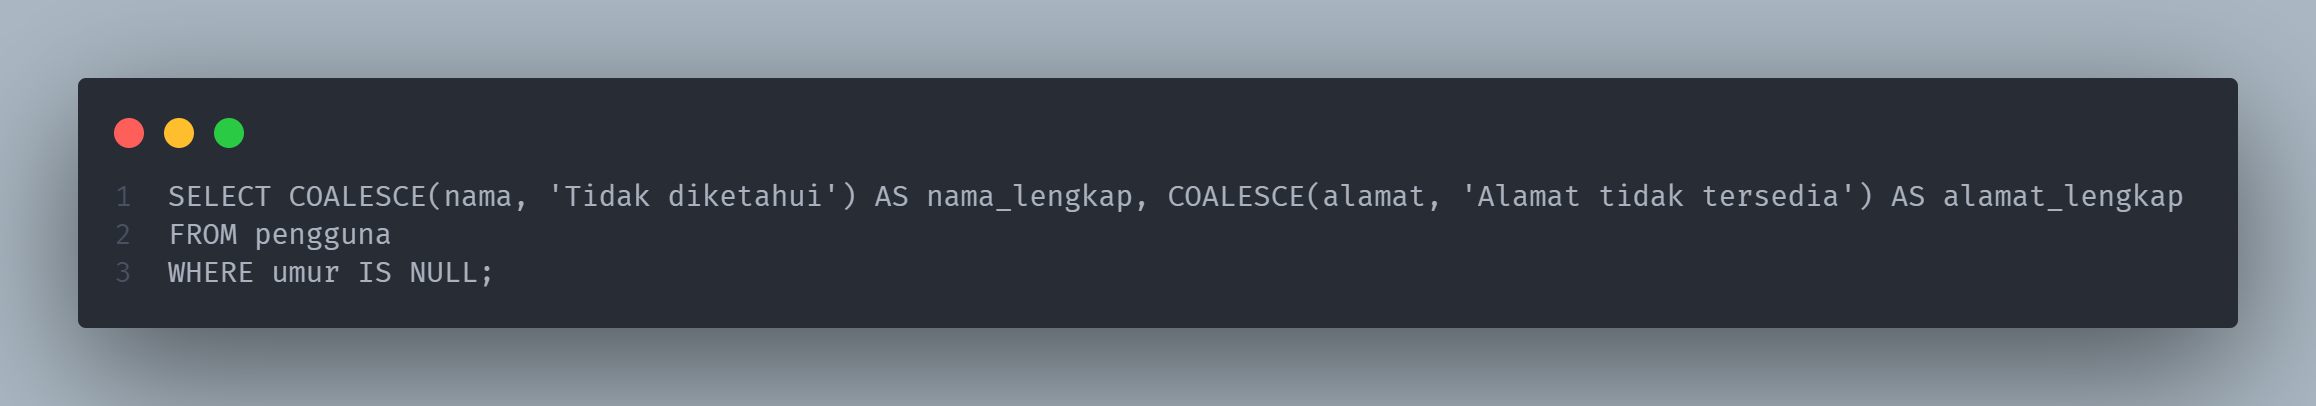 1 SELECT COALESCE(nama, 'Tidak diketahui') AS nama_lengkap, COALESCE(alamat, 'Alamat tidak tersedia') AS alamat_lengkap
2 FROM pengguna
3 WHERE umur IS NULL;